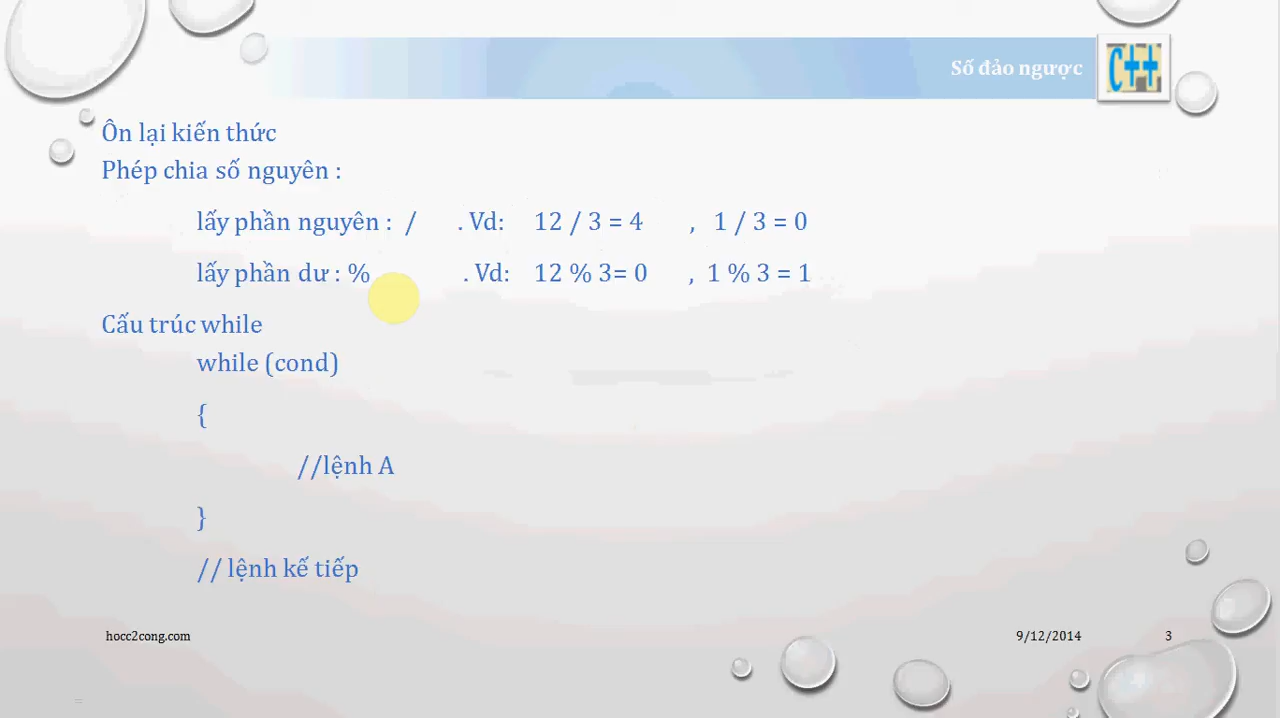 Số đảo ngược
C++
Ôn lại kiến thức
Phép chia số nguyên :
lấy phần nguyên : / . Vd: 12 / 3 = 4 , 1 / 3 = 0
lấy phần dư : % . Vd: 12 % 3= 0 , 1 % 3 = 1
Cấu trúc while
while (cond)
{
//lệnh A
}
// lệnh kế tiếp
hocc2cong.com 9/12/2014 3